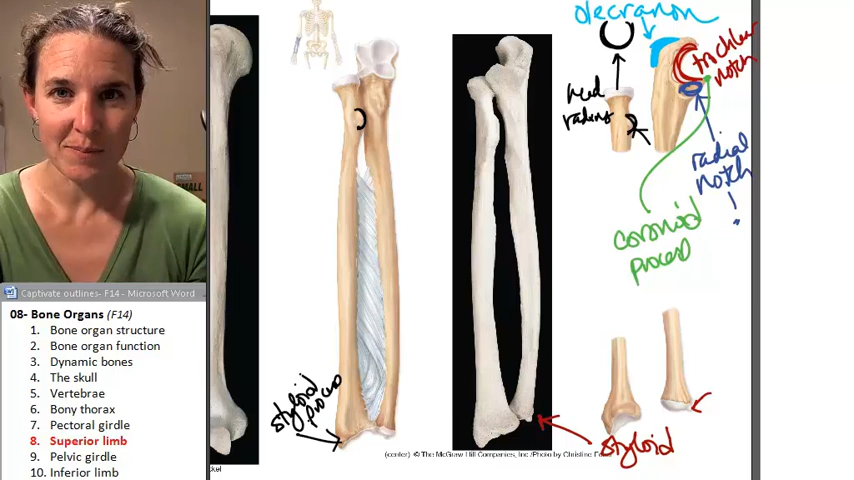 SMALL
Captivate outlines- F14 - Microsoft Word
08- Bone Organs (F14)
1. Bone organ structure
2. Bone organ function
3. Dynamic bones
4. The skull
5. Vertebrae
6. Bony thorax
7. Pectoral girdle
8. Superior limb
9. Pelvic girdle
10. Inferior limb
olecranon
trochlear
notch
head
radius
radial
notch
!
coronoid
process
styloid
process
styloid
(center) © The McGraw Hill Companies, Inc./Photo by Christine